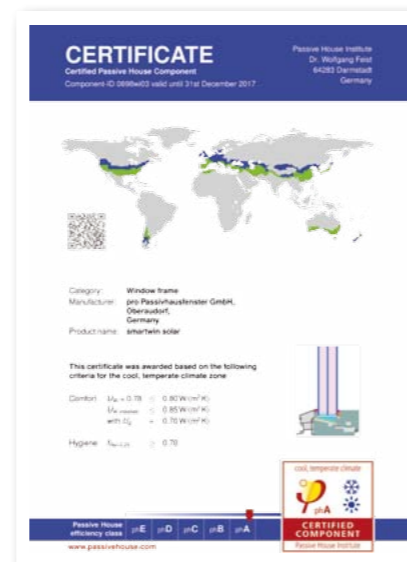 CERTIFICATE
Certified Passive House Component
Component-ID 0898wi03 valid until 31st December 2017
Passive House Institute
Dr. Wolfgang Feist
64283 Darmstadt
Germany
Category: Window frame
Manufacturer: pro Passivhausfenster GmbH,
Oberaudorf,
Germany
Product name: smartwin solar
This certificate was awarded based on the following
criteria for the cool, temperate climate zone
Comfort U = 0.78 ≤ 0.80 W/(m² K)
U ≤ 0.85 W/(m² K)
with U = 0.70 W/(m² K)
Hygiene ≥ 0.70
cool, temperate climate
phA
CERTIFIED
COMPONENT
Passive House Institute
Passive House
efficiency class
phE phD phC phB phA
www.passivehouse.com